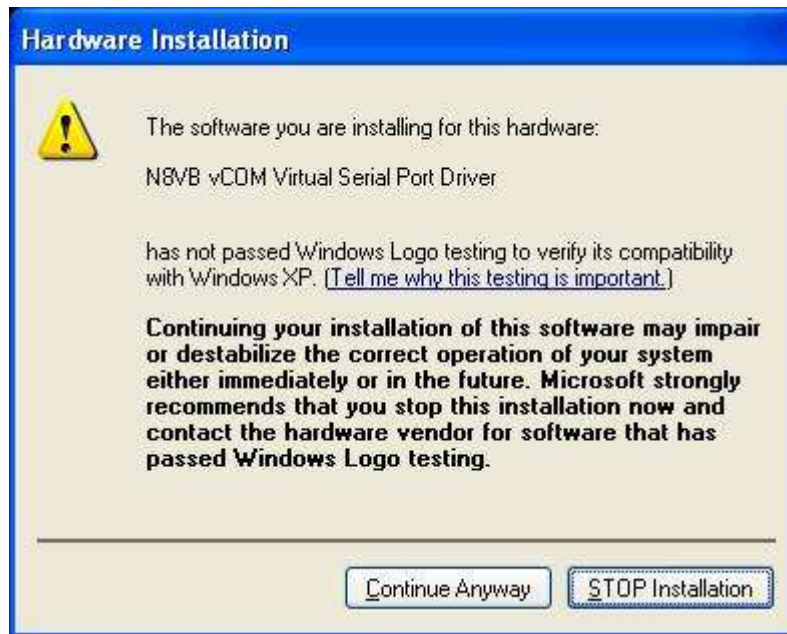 Hardware Installation
The software you are installing for this hardware:
N8VB vCOM Virtual Serial Port Driver
has not passed Windows Logo testing to verify its compatibility
with Windows XP. (Tell me why this testing is important.)
Continuing your installation of this software may impair
or destabilize the correct operation of your system
either immediately or in the future. Microsoft strongly
recommends that you stop this installation now and
contact the hardware vendor for software that has
passed Windows Logo testing.
Continue Anyway
STOP Installation